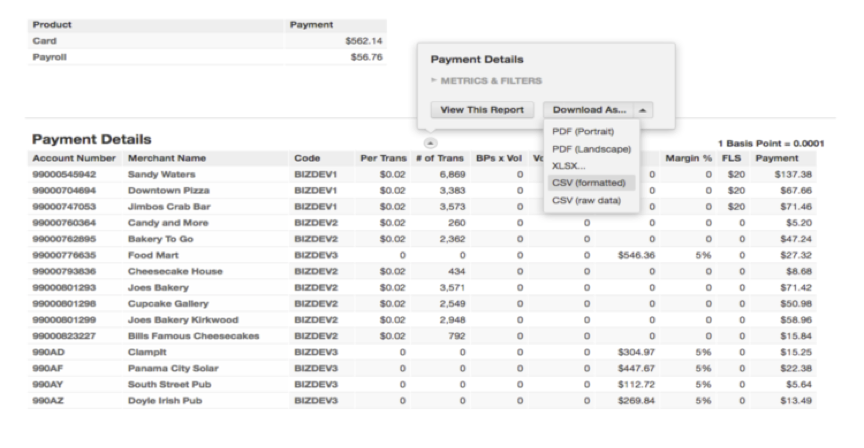 Product Payment
Card $562.14
Payroll $56.76
Payment Details
METRICS & FILTERS
View This Report Download As...
PDF (Portrait)
PDF (Landscape)
XLSX...
CSV (formatted)
CSV (raw data)
Payment Details
1 Basis Point = 0.0001
Account Number Merchant Name Code Per Trans # of Trans BPs x Vol Margin % FLS Payment
99000545942 Sandy Waters BIZDEV1 $0.02 6,869 0 0 0 $20 $137.38
99000704694 Downtown Pizza BIZDEV1 $0.02 3,383 0 0 0 $20 $67.66
99000747053 Jimbos Crab Bar BIZDEV1 $0.02 3,573 0 0 0 $20 $71.46
99000760364 Candy and More BIZDEV2 $0.02 260 0 0 0 0 0 $5.20
99000762895 Bakery To Go BIZDEV2 $0.02 2,362 0 0 0 0 0 $47.24
99000776635 Food Mart BIZDEV3 0 0 0 0 $546.36 5% 0 $27.32
99000793836 Cheesecake House BIZDEV2 $0.02 434 0 0 0 0 0 $8.68
99000801293 Joes Bakery BIZDEV2 $0.02 3,571 0 0 0 0 0 $71.42
99000801298 Cupcake Gallery BIZDEV2 $0.02 2,549 0 0 0 0 0 $50.98
99000801299 Joes Bakery Kirkwood BIZDEV2 $0.02 2,948 0 0 0 0 0 $58.96
99000823227 Bills Famous Cheesecakes BIZDEV2 $0.02 792 0 0 0 0 0 $15.84
990AD Clampit BIZDEV3 0 0 0 0 $304.97 5% 0 $15.25
990AF Panama City Solar BIZDEV3 0 0 0 0 $447.67 5% 0 $22.38
990AY South Street Pub BIZDEV3 0 0 0 0 $112.72 5% 0 $5.64
990AZ Doyle Irish Pub BIZDEV3 0 0 0 0 $269.84 5% 0 $13.49